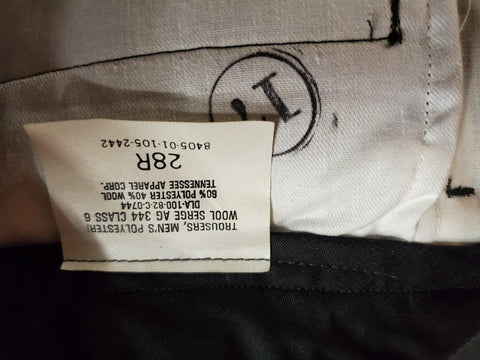 TROUSERS, MEN'S POLYESTER/
WOOL SERGE AG 344 CLASS 6
DLA-100-82-C-0744
60% POLYESTER 40% WOOL
TENNESSEE APPAREL CORP.
28R
8405-01-105-2442